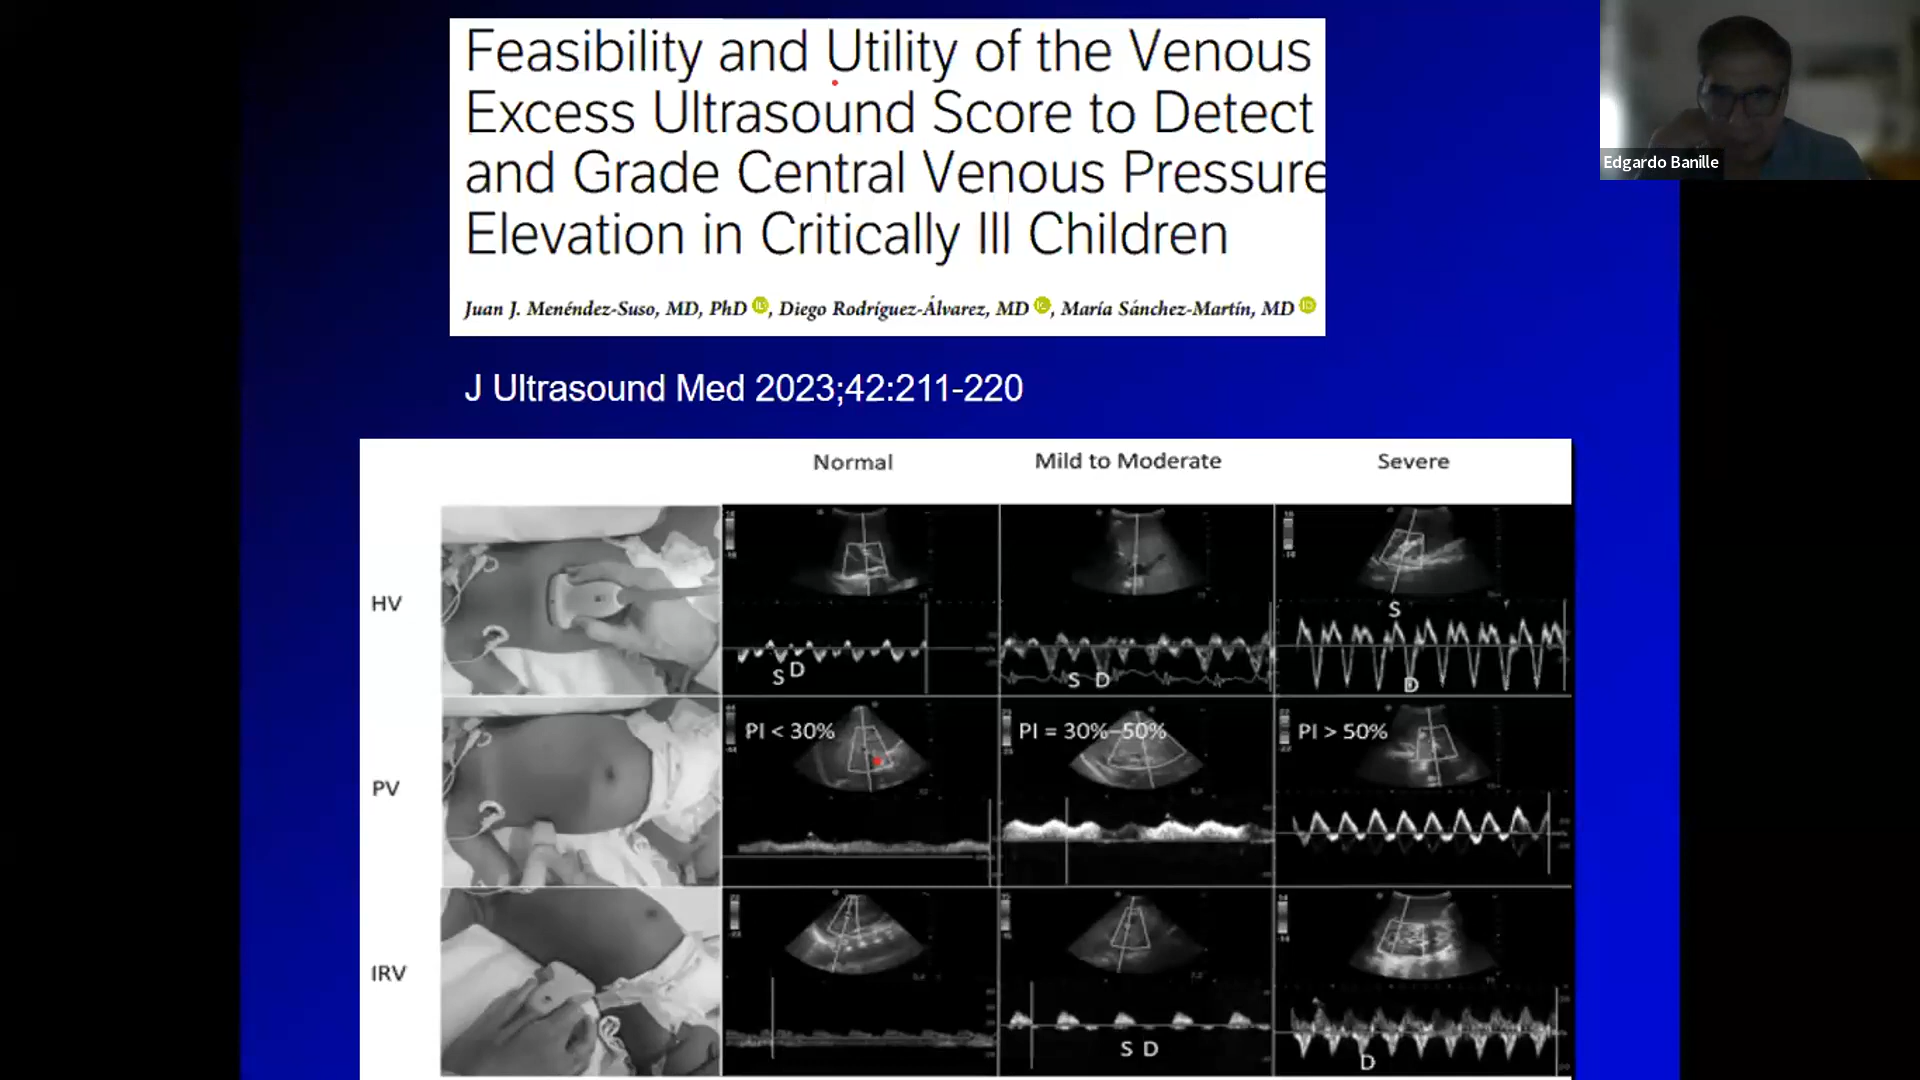 Feasibility and Utility of the Venous
Excess Ultrasound Score to Detect
and Grade Central Venous Pressure
Elevation in Critically Ill Children
Juan J. Menéndez-Suso, MD, PhD iD, Diego Rodríguez-Álvarez, MD iD, María Sánchez-Martín, MD iD
Edgardo Banille
J Ultrasound Med 2023;42:211-220
Normal Mild to Moderate Severe
HV
S D
S D
S
D
PV
PI < 30%
PI = 30%-50%
PI > 50%
IRV
S D
D